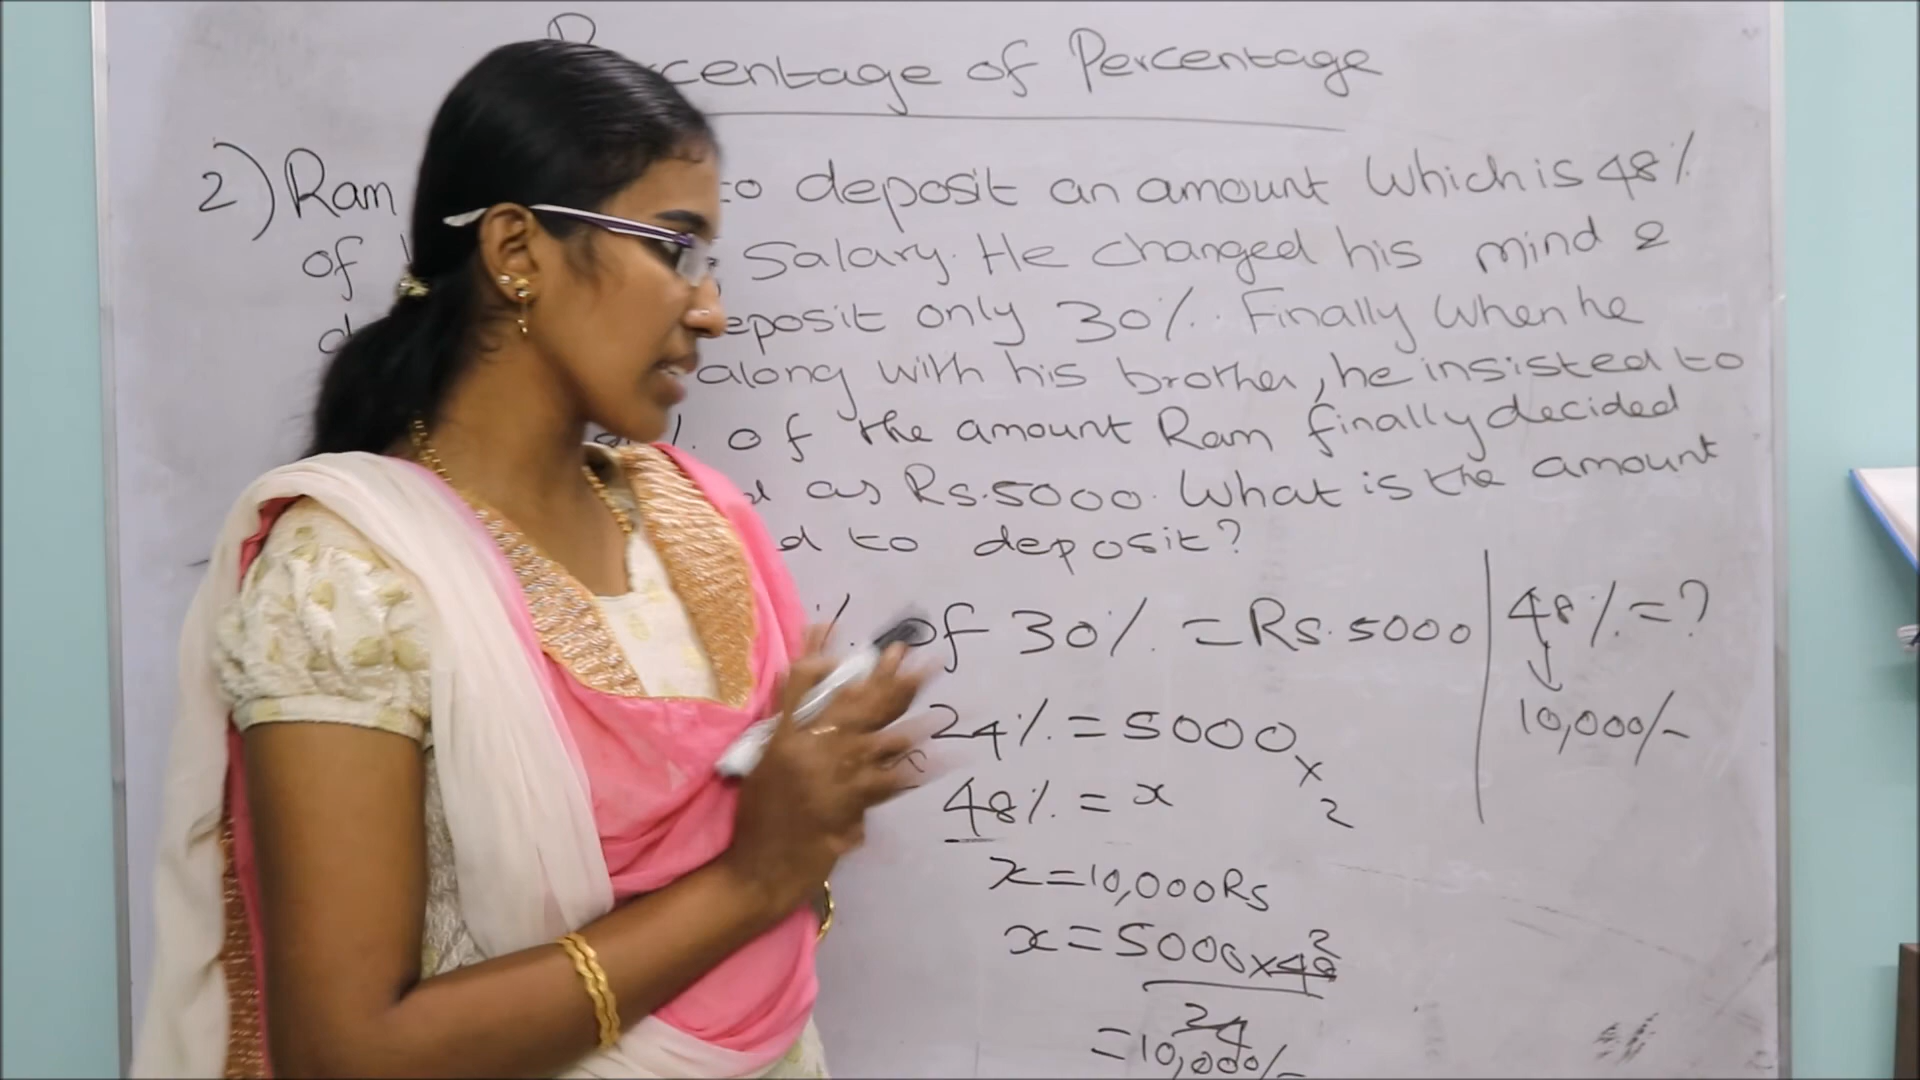 centage of Percentage
2) Ram to deposit an amount Which is 48%
of Salary. He changed his mind &
deposit only 30%. Finally When he
along with his brother, he insisted to
% of the amount Ram finally decided
as Rs.5000. What is the amount
d to deposit?
% of 30% = Rs.5000 48% = ?
24% = 5000 10,000/-
48% = x x 2
x = 10,000 Rs
x = 5000 x 48 2
24
= 10,000/-